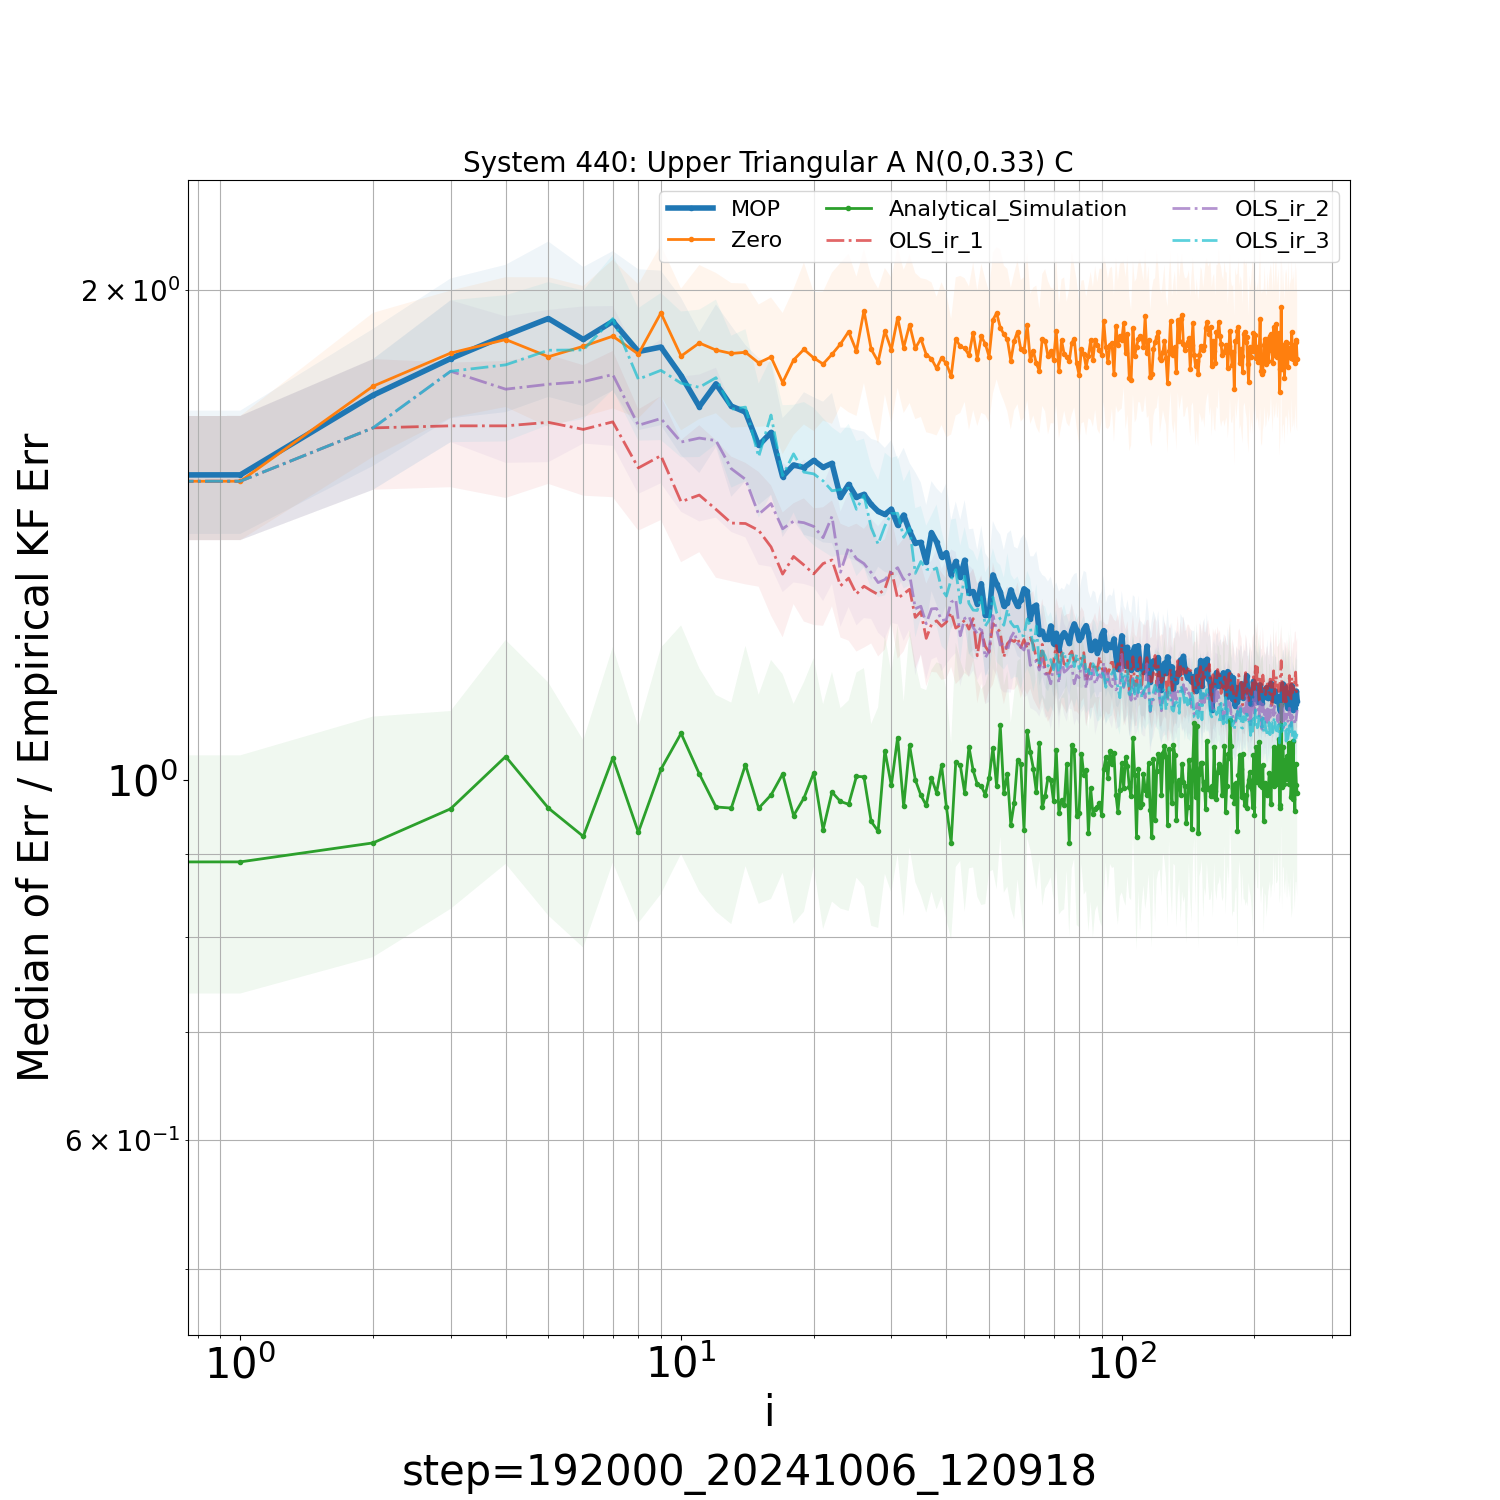 System 440: Upper Triangular A N(0,0.33) C
MOP
Zero
Analytical_Simulation
OLS_ir_1
OLS_ir_2
OLS_ir_3
Median of Err / Empirical KF Err
2 × 10⁰
10⁰
6 × 10⁻¹
10⁰ 10¹ 10²
i
step=192000_20241006_120918